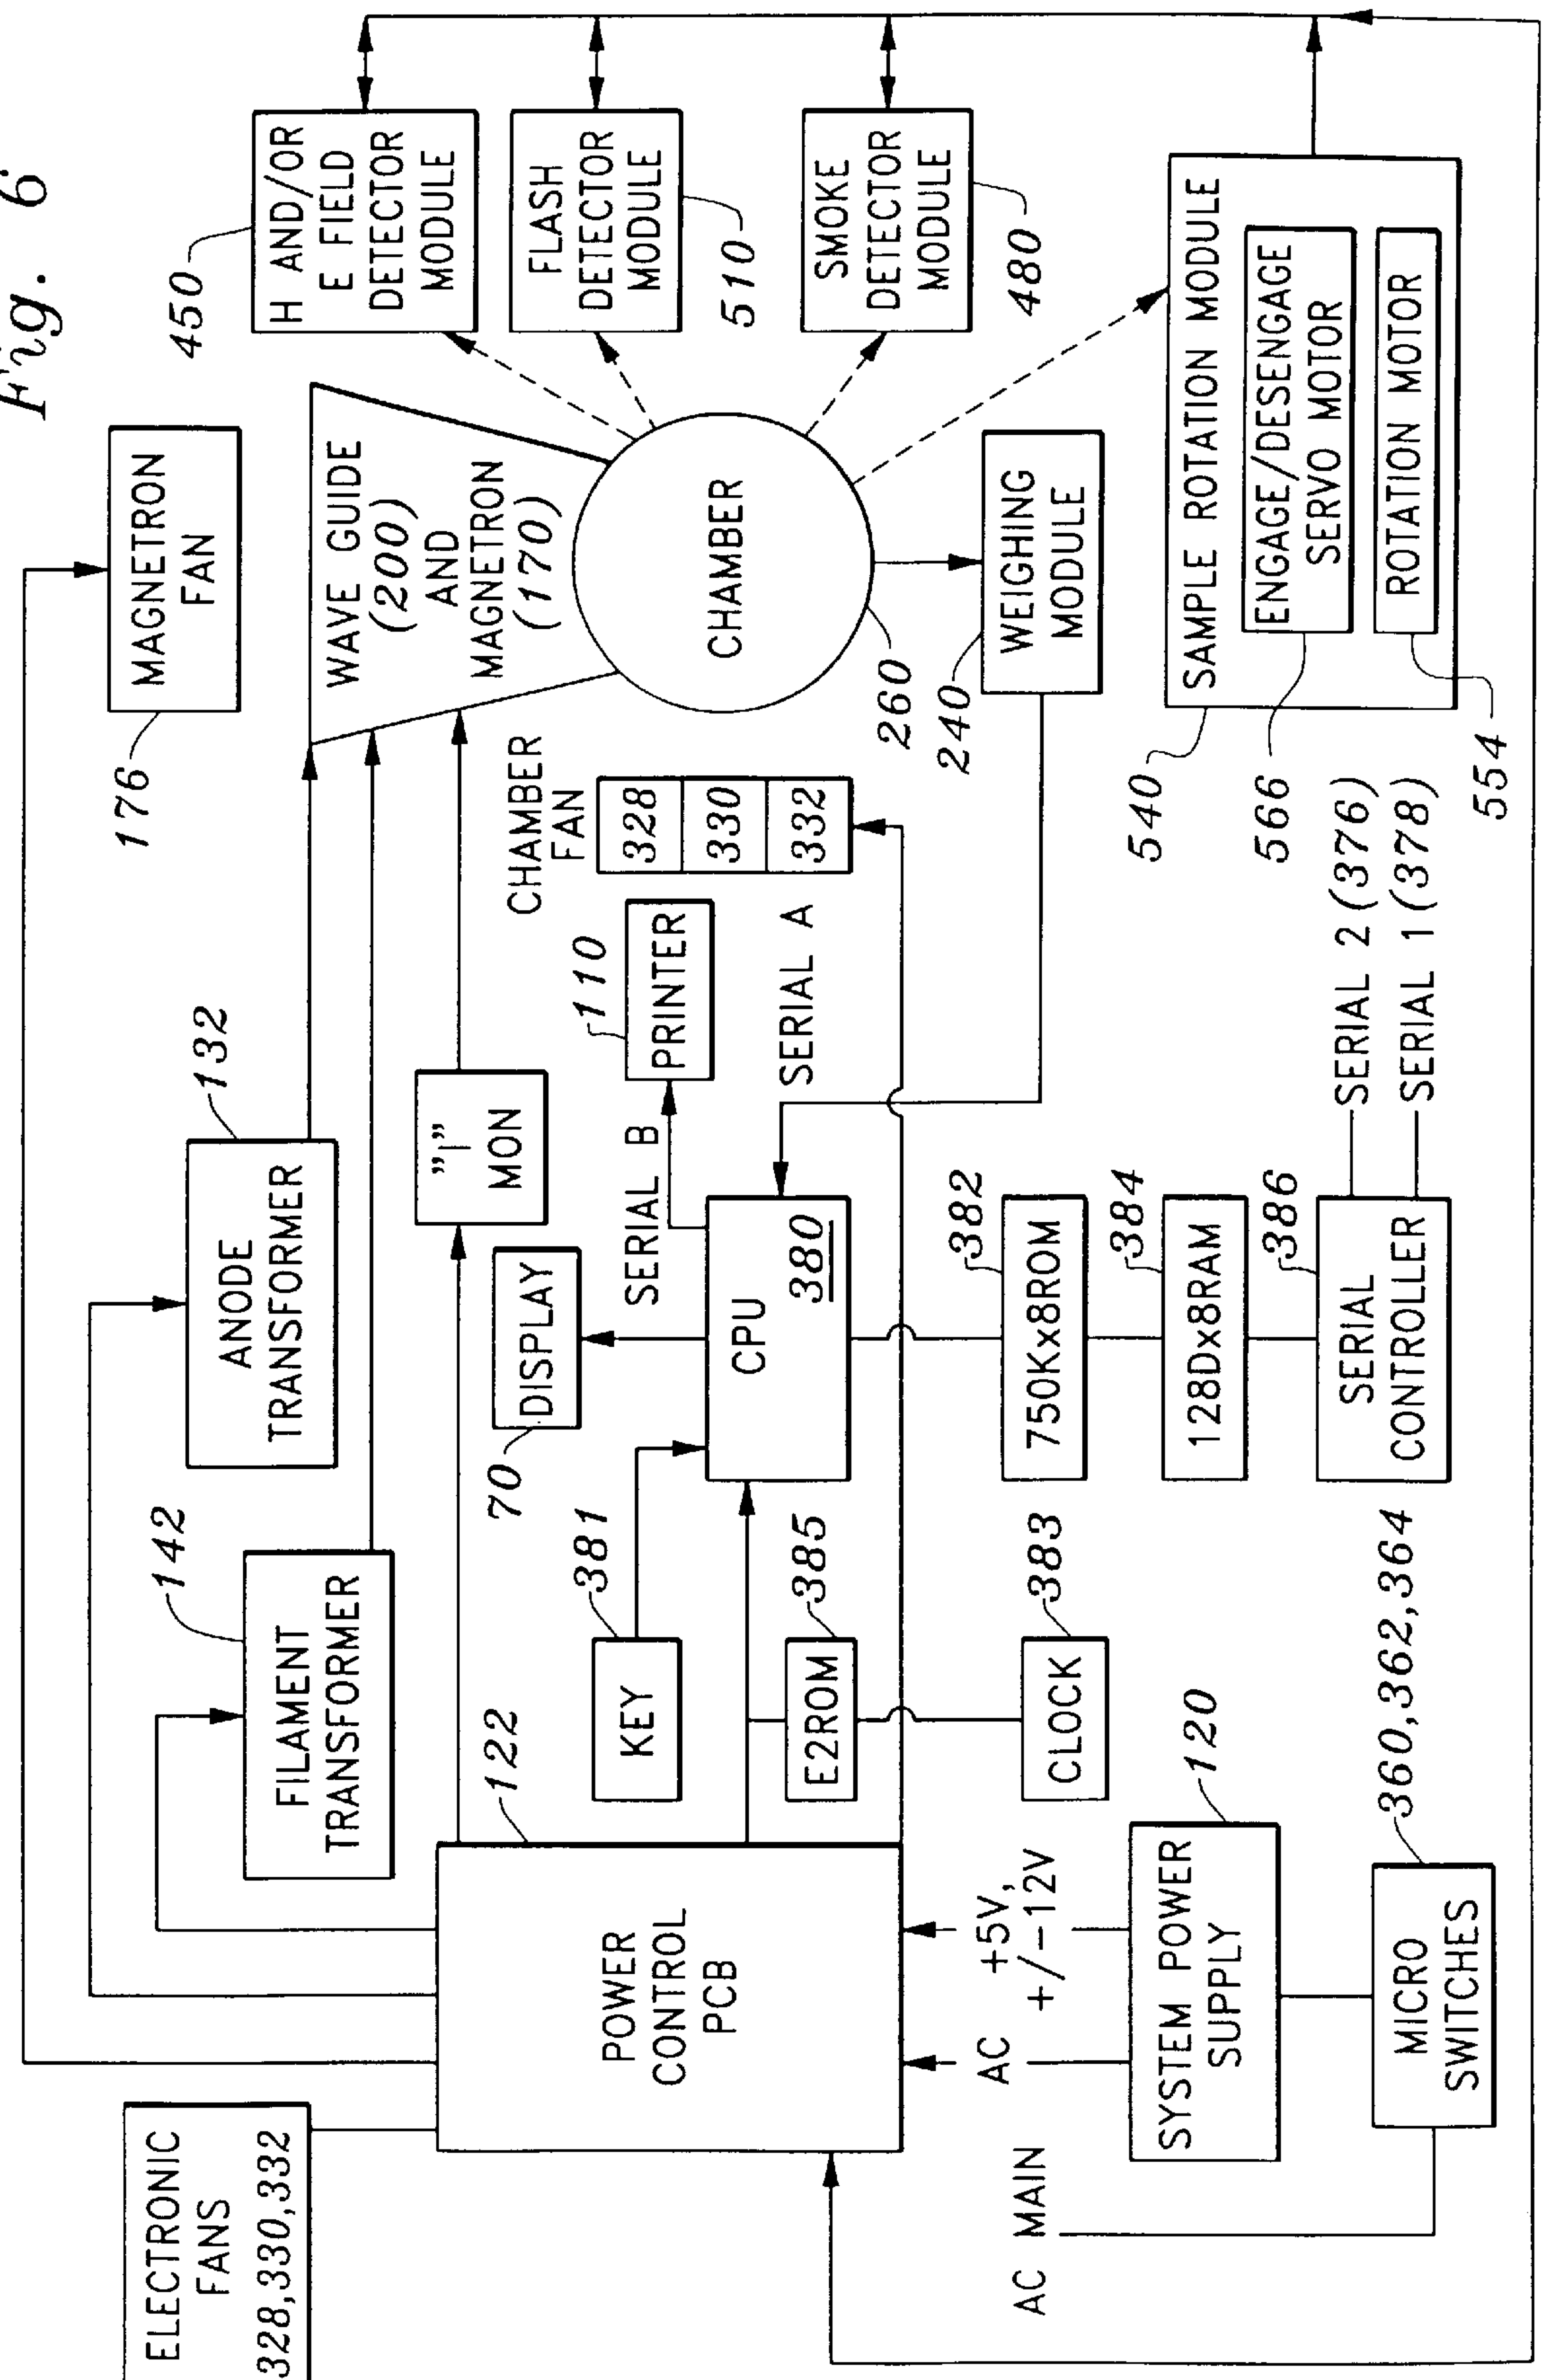 Fig. 6
ELECTRONIC
FANS
328,330,332
MAGNETRON
FAN
176
ANODE
TRANSFORMER
132
FILAMENT
TRANSFORMER
142
"I"
MON
WAVE GUIDE
(200)
AND
MAGNETRON
(170)
CHAMBER
260
H AND/OR
E FIELD
DETECTOR
MODULE
450
FLASH
DETECTOR
MODULE
510
SMOKE
DETECTOR
MODULE
480
WEIGHING
MODULE
240
SAMPLE ROTATION MODULE
ENGAGE/DESENGAGE
SERVO MOTOR
ROTATION MOTOR
540
566
554
CHAMBER
FAN
328
330
332
PRINTER
110
SERIAL A
SERIAL B
DISPLAY
70
CPU
380
KEY
381
E2ROM
385
CLOCK
383
750Kx8ROM
382
128Dx8RAM
384
SERIAL
CONTROLLER
386
SERIAL 2 (376)
SERIAL 1 (378)
POWER
CONTROL
PCB
122
AC
+5V,
+/-12V
SYSTEM POWER
SUPPLY
120
MICRO
SWITCHES
360,362,364
AC MAIN